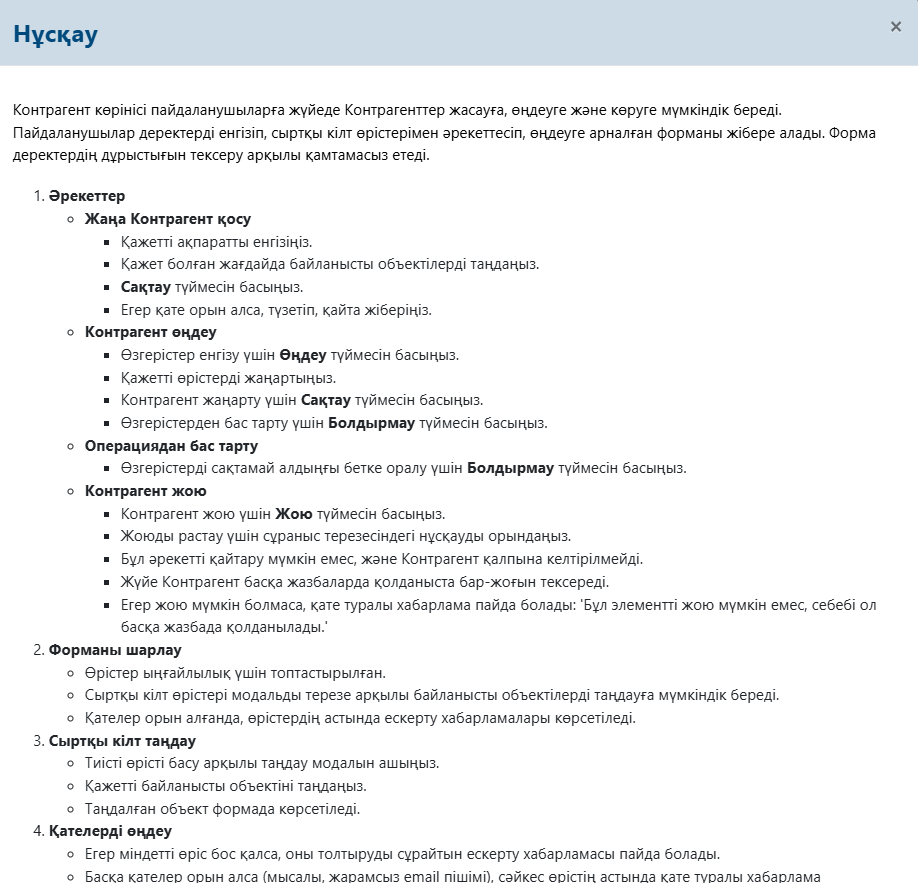 Нұсқау
×
Контрагент көрінісі пайдаланушыларға жүйеде Контрагенттер жасауға, өңдеуге және көруге мүмкіндік береді.
Пайдаланушылар деректерді енгізіп, сыртқы кілт өрістерімен әрекеттесіп, өңдеуге арналған форманы жібере алады. Форма
деректердің дұрыстығын тексеру арқылы қамтамасыз етеді.
1. Әрекеттер
Жаңа Контрагент қосу
Қажетті ақпаратты енгізіңіз.
Қажет болған жағдайда байланысты объектілерді таңдаңыз.
Сақтау түймесін басыңыз.
Егер қате орын алса, түзетіп, қайта жіберіңіз.
Контрагент өңдеу
Өзгерістер енгізу үшін Өңдеу түймесін басыңыз.
Қажетті өрістерді жаңартыңыз.
Контрагент жаңарту үшін Сақтау түймесін басыңыз.
Өзгерістерден бас тарту үшін Болдырмау түймесін басыңыз.
Операциядан бас тарту
Өзгерістерді сақтамай алдыңғы бетке оралу үшін Болдырмау түймесін басыңыз.
Контрагент жою
Контрагент жою үшін Жою түймесін басыңыз.
Жоюды растау үшін сұраныс терезесіндегі нұсқауды орындаңыз.
Бұл әрекетті қайтару мүмкін емес, және Контрагент қалпына келтірілмейді.
Жүйе Контрагент басқа жазбаларда қолданыста бар-жоғын тексереді.
Егер жою мүмкін болмаса, қате туралы хабарлама пайда болады: 'Бұл элементті жою мүмкін емес, себебі ол
басқа жазбада қолданылады.'
2. Форманы шарлау
Өрістер ыңғайлылық үшін топтастырылған.
Сыртқы кілт өрістері модальды терезе арқылы байланысты объектілерді таңдауға мүмкіндік береді.
Қателер орын алғанда, өрістердің астында ескерту хабарламалары көрсетіледі.
3. Сыртқы кілт таңдау
Тиісті өрісті басу арқылы таңдау модалын ашыңыз.
Қажетті байланысты объектіні таңдаңыз.
Таңдалған объект формада көрсетіледі.
4. Қателерді өңдеу
Егер міндетті өріс бос қалса, оны толтыруды сұрайтын ескерту хабарламасы пайда болады.
Басқа қателер орын алса (мысалы, жарамсыз email пішімі), сәйкес өрістің астында қате туралы хабарлама